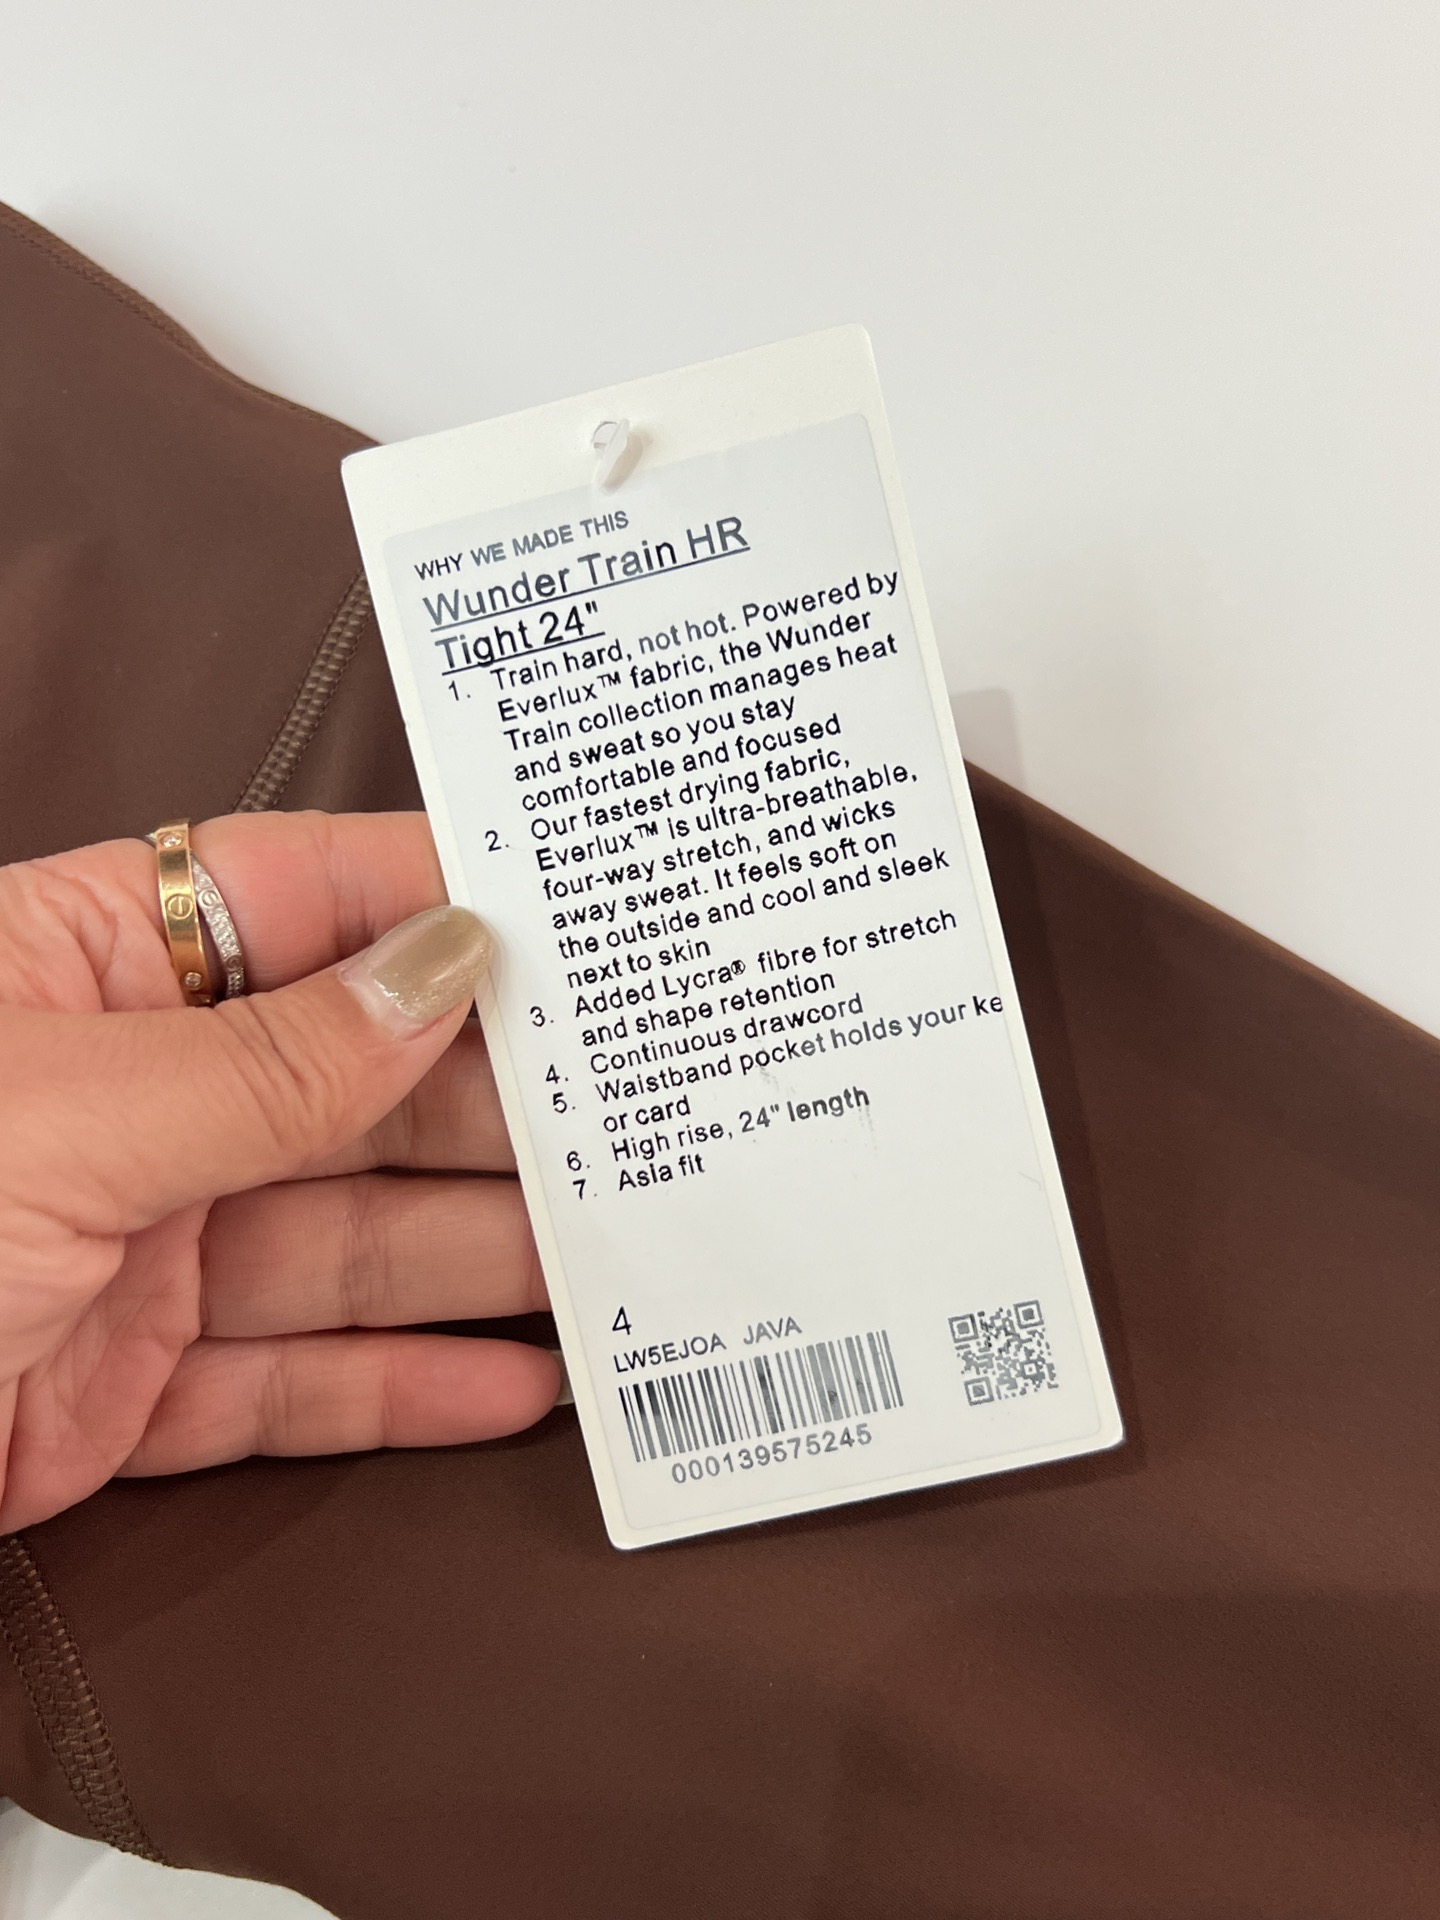 WHY WE MADE THIS
Wunder Train HR
Tight 24"
1. Train hard, not hot. Powered by
Everlux™ fabric, the Wunder
Train collection manages heat
and sweat so you stay
comfortable and focused
2. Our fastest drying fabric,
Everlux™ is ultra-breathable,
four-way stretch, and wicks
away sweat. It feels soft on
the outside and cool and sleek
next to skin
3. Added Lycra® fibre for stretch
and shape retention
4. Continuous drawcord
5. Waistband pocket holds your ke
or card
6. High rise, 24" length
7. Asia fit
4
LW5EJOA JAVA
000139575245